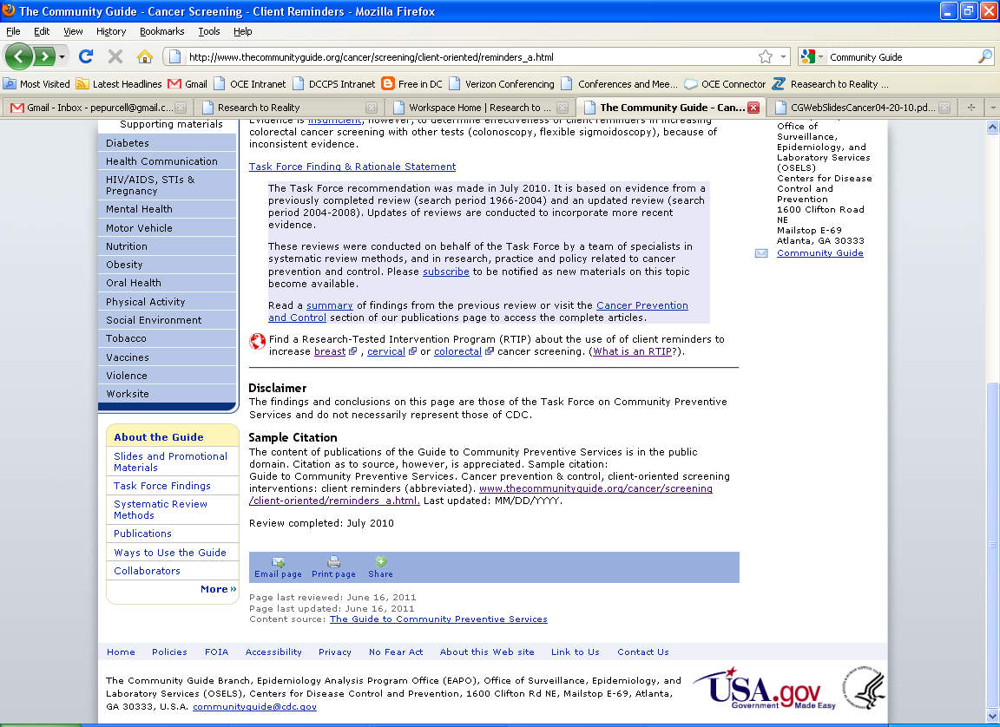 The Community Guide - Cancer Screening - Client Reminders - Mozilla Firefox
File Edit View History Bookmarks Tools Help
http://www.thecommunityguide.org/cancer/screening/client-oriented/reminders_a.html
Community Guide
Most Visited Latest Headlines Gmail OCE Intranet DCCPS Intranet Free in DC Verizon Conferencing Conferences and Mee... OCE Connector Reasearch to Reality ...
Gmail - Inbox - pepurcell@gmail.c... Research to Reality Workspace Home | Research to ... The Community Guide - Can... CGWebSlidesCancer04-20-10.pd...
Supporting materials
Diabetes
Health Communication
HIV/AIDS, STIs &
Pregnancy
Mental Health
Motor Vehicle
Nutrition
Obesity
Oral Health
Physical Activity
Social Environment
Tobacco
Vaccines
Violence
Worksite
About the Guide
Slides and Promotional
Materials
Task Force Findings
Systematic Review
Methods
Publications
Ways to Use the Guide
Collaborators
More »
Evidence is insufficient, however, to determine effectiveness of client reminders in increasing
colorectal cancer screening with other tests (colonoscopy, flexible sigmoidoscopy), because of
inconsistent evidence.
Task Force Finding & Rationale Statement
The Task Force recommendation was made in July 2010. It is based on evidence from a
previously completed review (search period 1966-2004) and an updated review (search
period 2004-2008). Updates of reviews are conducted to incorporate more recent
evidence.
These reviews were conducted on behalf of the Task Force by a team of specialists in
systematic review methods, and in research, practice and policy related to cancer
prevention and control. Please subscribe to be notified as new materials on this topic
become available.
Read a summary of findings from the previous review or visit the Cancer Prevention
and Control section of our publications page to access the complete articles.
Find a Research-Tested Intervention Program (RTIP) about the use of of client reminders to
increase breast , cervical or colorectal cancer screening. (What is an RTIP?).
Disclaimer
The findings and conclusions on this page are those of the Task Force on Community Preventive
Services and do not necessarily represent those of CDC.
Sample Citation
The content of publications of the Guide to Community Preventive Services is in the public
domain. Citation as to source, however, is appreciated. Sample citation:
Guide to Community Preventive Services. Cancer prevention & control, client-oriented screening
interventions: client reminders (abbreviated). www.thecommunityguide.org/cancer/screening
/client-oriented/reminders_a.html. Last updated: MM/DD/YYYY.
Review completed: July 2010
Email page Print page Share
Page last reviewed: June 16, 2011
Page last updated: June 16, 2011
Content source: The Guide to Community Preventive Services
Office of
Surveillance,
Epidemiology, and
Laboratory Services
(OSELS)
Centers for Disease
Control and
Prevention
1600 Clifton Road
NE
Mailstop E-69
Atlanta, GA 30333
Community Guide
Home Policies FOIA Accessibility Privacy No Fear Act About this Web site Link to Us Contact Us
The Community Guide Branch, Epidemiology Analysis Program Office (EAPO), Office of Surveillance, Epidemiology, and
Laboratory Services (OSELS), Centers for Disease Control and Prevention, 1600 Clifton Rd NE, Mailstop E-69, Atlanta,
GA 30333, U.S.A. communityguide@cdc.gov
USA.gov
Government Made Easy